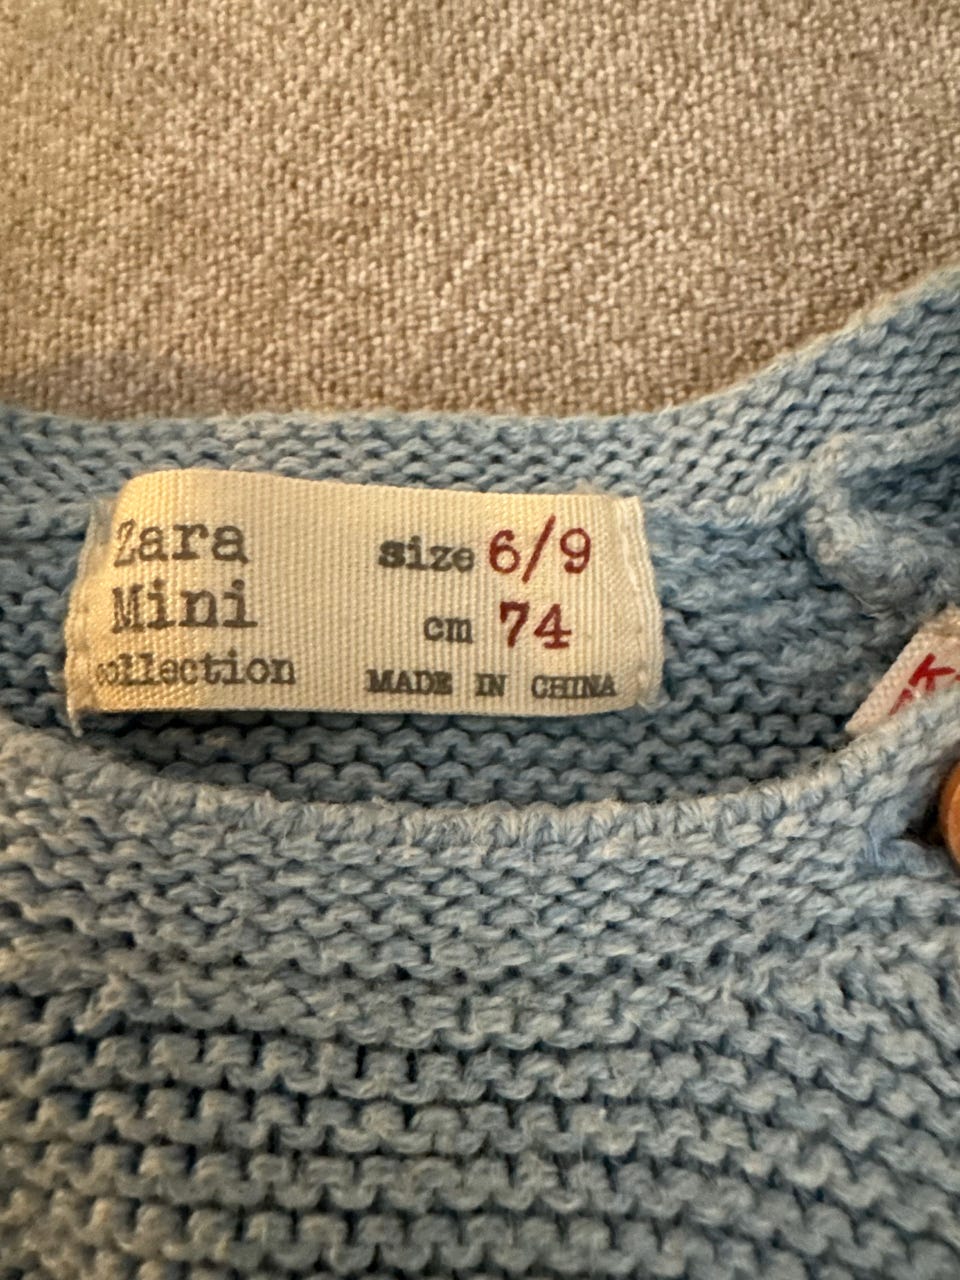 Zara
Mini
collection
size 6/9
cm 74
MADE IN CHINA